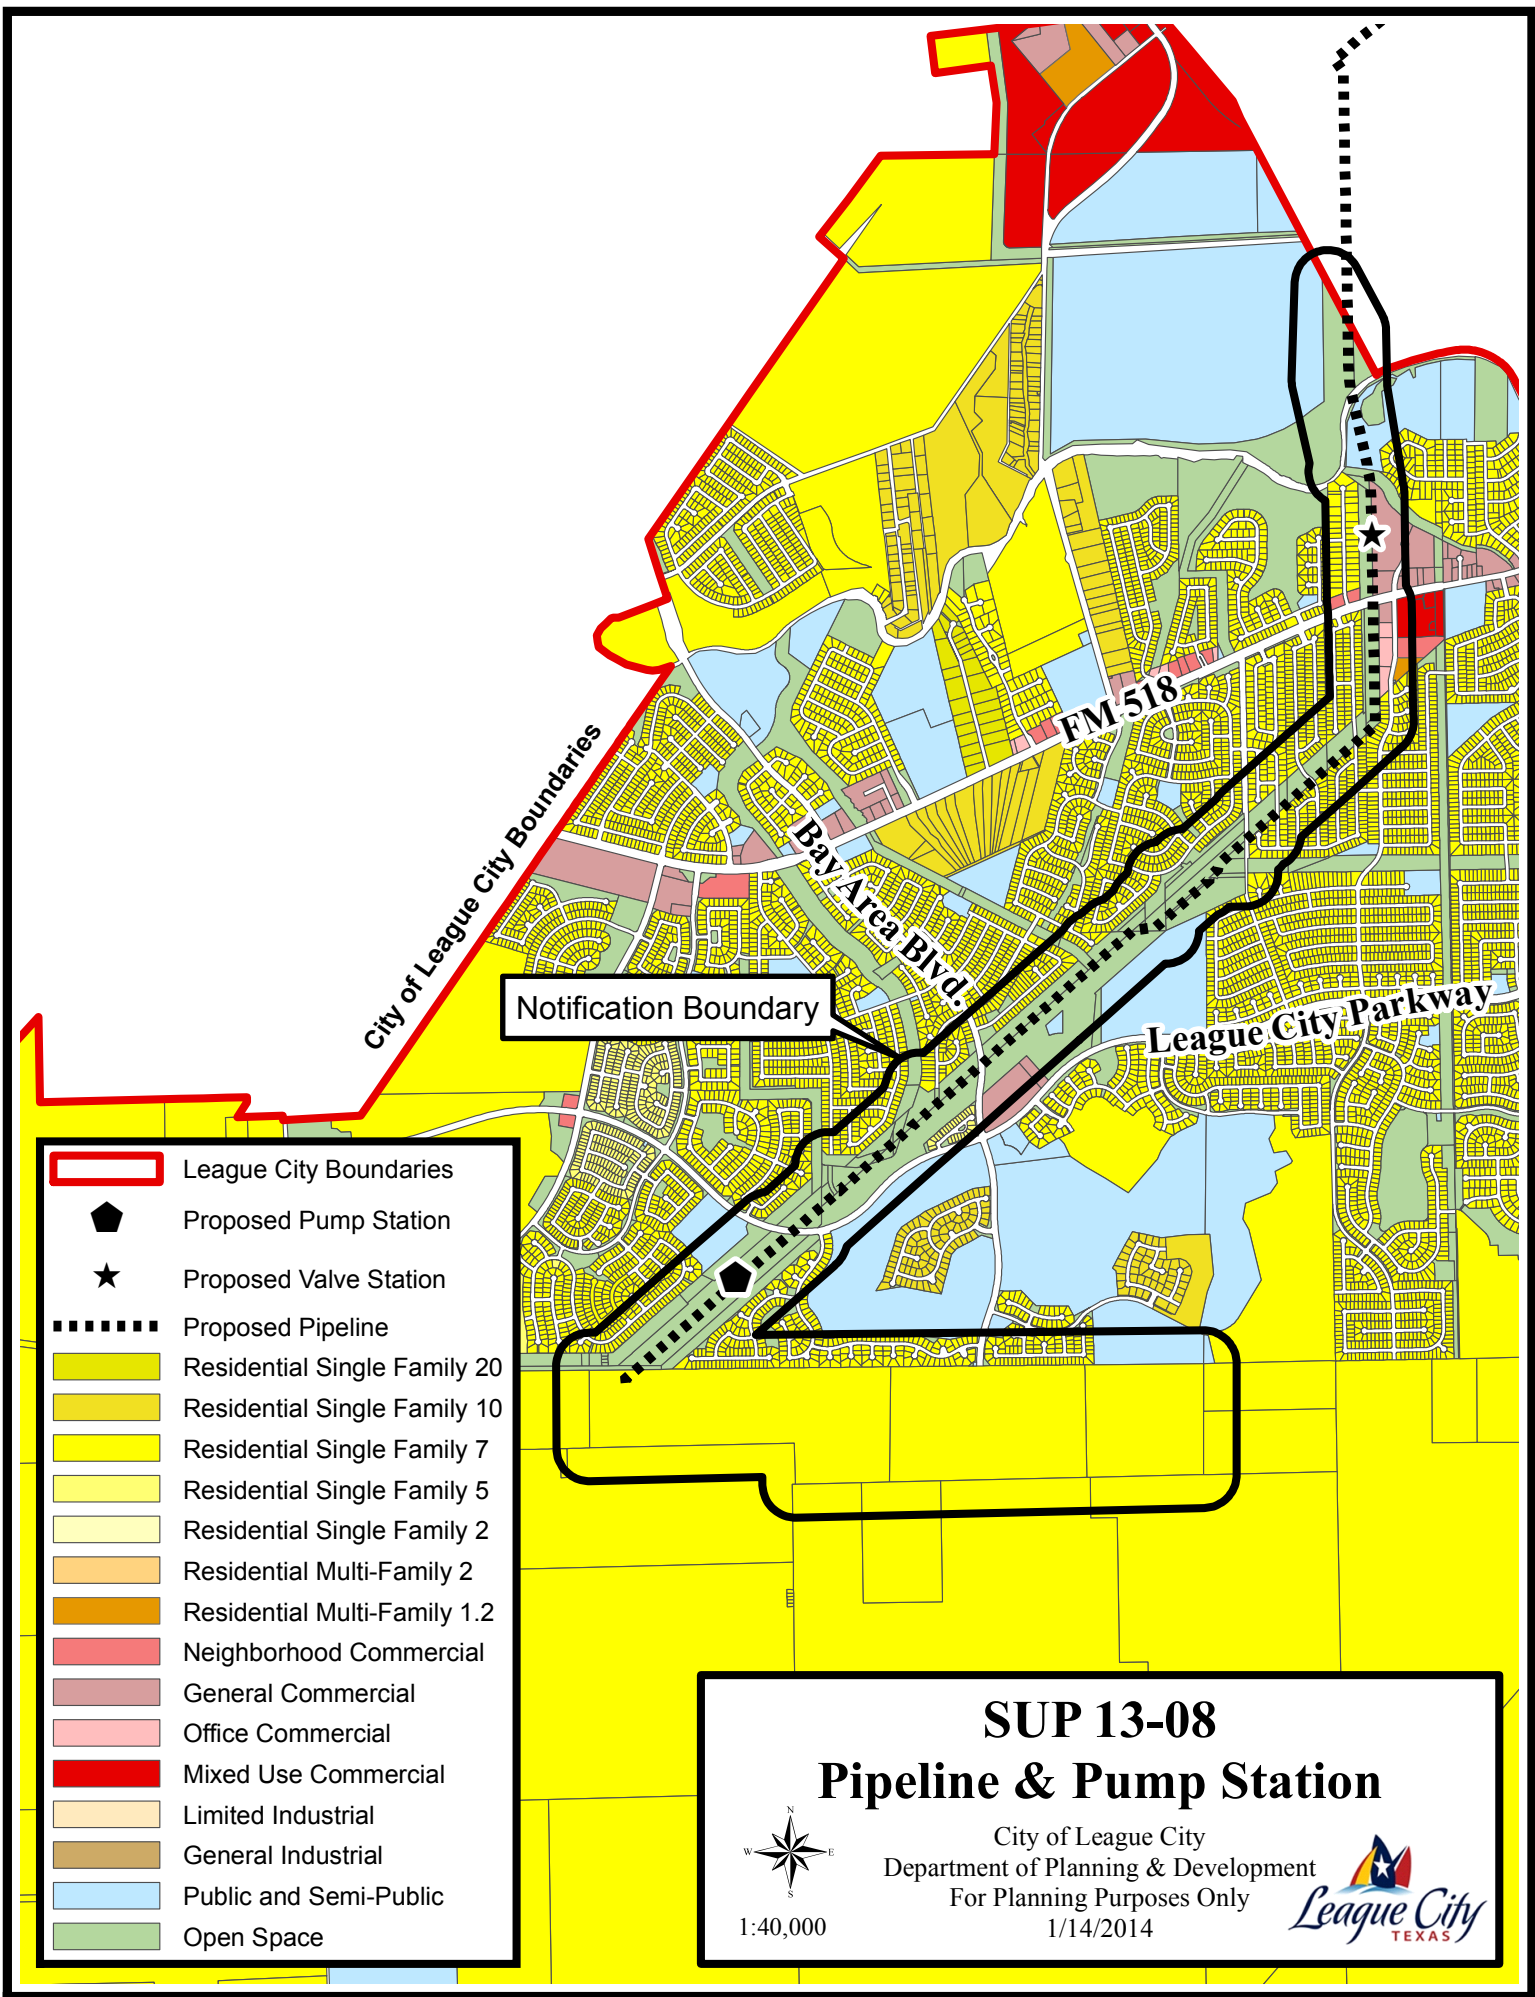 FM 518
City of League City Boundaries
Bay Area Blvd.
Notification Boundary
League City Parkway
League City Boundaries
Proposed Pump Station
Proposed Valve Station
Proposed Pipeline
Residential Single Family 20
Residential Single Family 10
Residential Single Family 7
Residential Single Family 5
Residential Single Family 2
Residential Multi-Family 2
Residential Multi-Family 1.2
Neighborhood Commercial
General Commercial
Office Commercial
Mixed Use Commercial
Limited Industrial
General Industrial
Public and Semi-Public
Open Space
SUP 13-08
Pipeline & Pump Station
N
W E
S
1:40,000
City of League City
Department of Planning & Development
For Planning Purposes Only
1/14/2014
League City
TEXAS